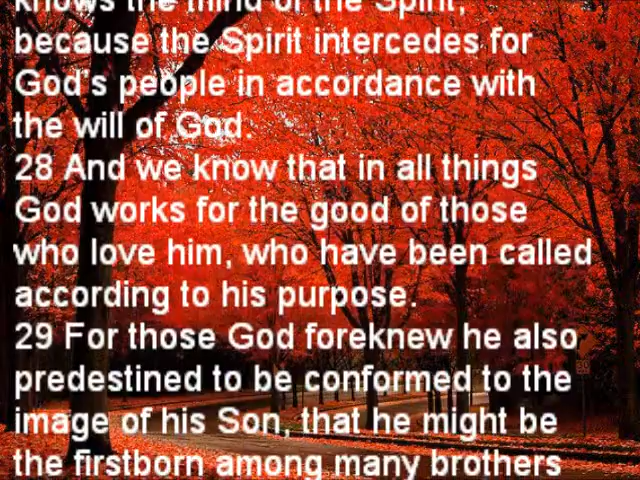 knows the mind of the Spirit,
because the Spirit intercedes for
God's people in accordance with
the will of God.
28 And we know that in all things
God works for the good of those
who love him, who have been called
according to his purpose.
29 For those God foreknew he also
predestined to be conformed to the
image of his Son, that he might be
the firstborn among many brothers